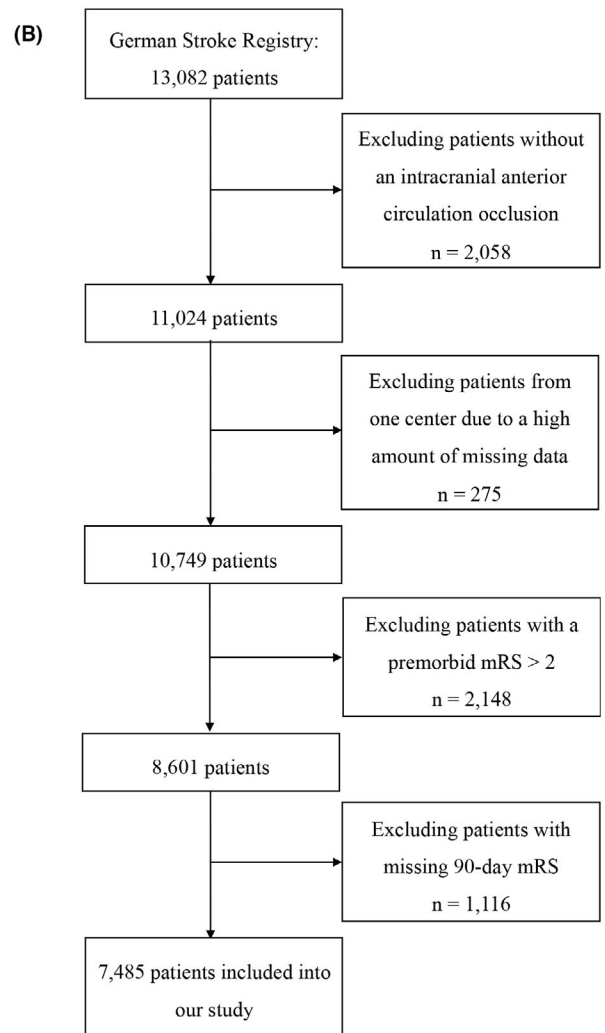 (B)
German Stroke Registry:
13,082 patients
Excluding patients without
an intracranial anterior
circulation occlusion
n = 2,058
11,024 patients
Excluding patients from
one center due to a high
amount of missing data
n = 275
10,749 patients
Excluding patients with a
premorbid mRS > 2
n = 2,148
8,601 patients
Excluding patients with
missing 90-day mRS
n = 1,116
7,485 patients included into
our study